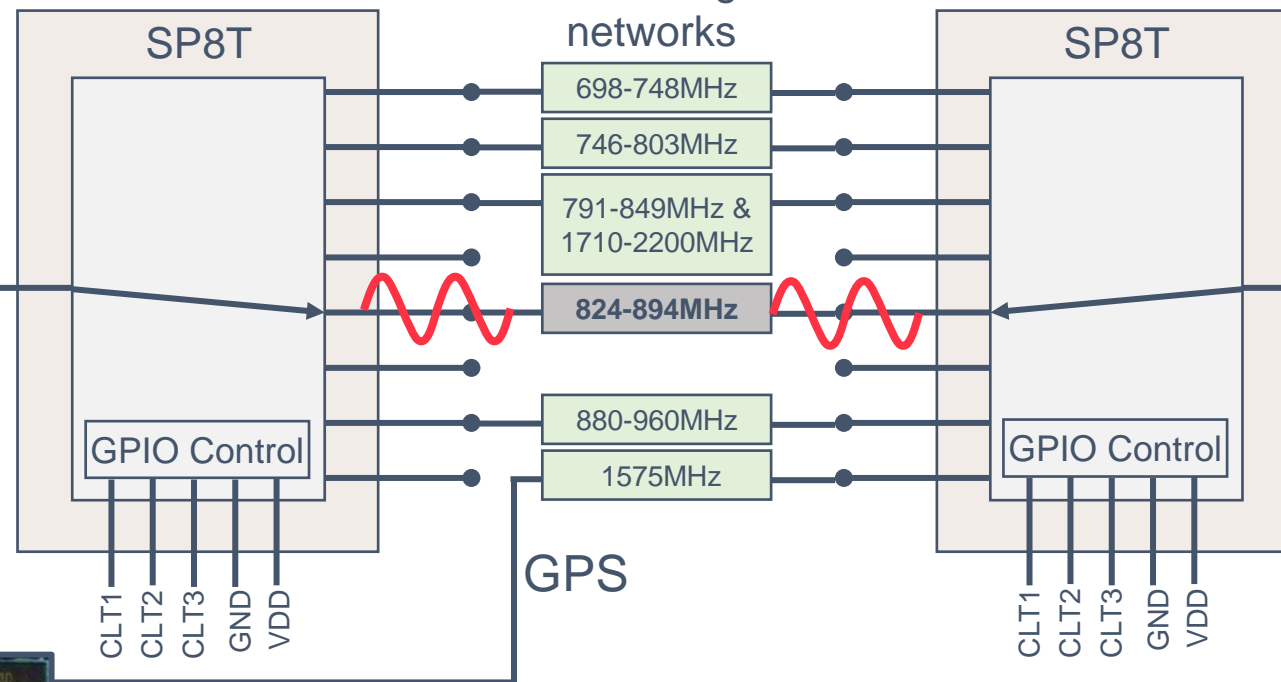 networks
SP8T
SP8T
698-748MHz
746-803MHz
791-849MHz &
1710-2200MHz
824-894MHz
880-960MHz
1575MHz
GPIO Control
GPIO Control
GPS
CLT1
CLT2
CLT3
GND
VDD
CLT1
CLT2
CLT3
GND
VDD